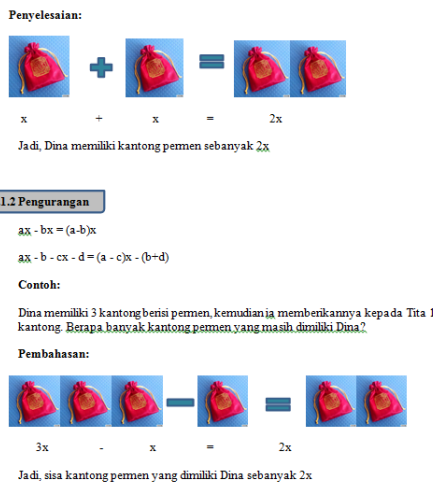 Penyelesaian:
x + x = 2x
Jadi, Dina memiliki kantong permen sebanyak 2x
1.2 Pengurangan
ax - bx = (a-b)x
ax - b - cx - d = (a - c)x - (b+d)
Contoh:
Dina memiliki 3 kantong berisi permen, kemudian ia memberikannya kepada Tita 1
kantong. Berapa banyak kantong permen yang masih dimiliki Dina?
Pembahasan:
3x - x = 2x
Jadi, sisa kantong permen yang dimiliki Dina sebanyak 2x